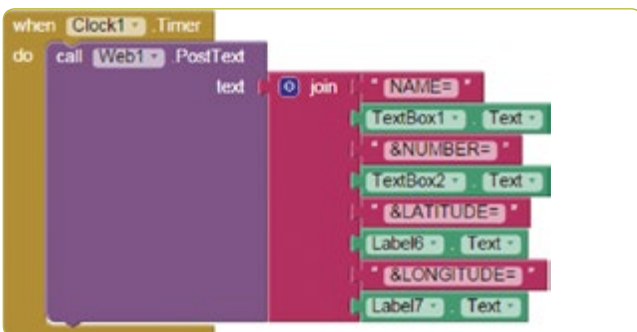 when Clock1 .Timer
do call Web1 .PostText
text join " NAME= "
TextBox1 . Text
" &NUMBER= "
TextBox2 . Text
" &LATITUDE= "
Label6 . Text
" &LONGITUDE= "
Label7 . Text